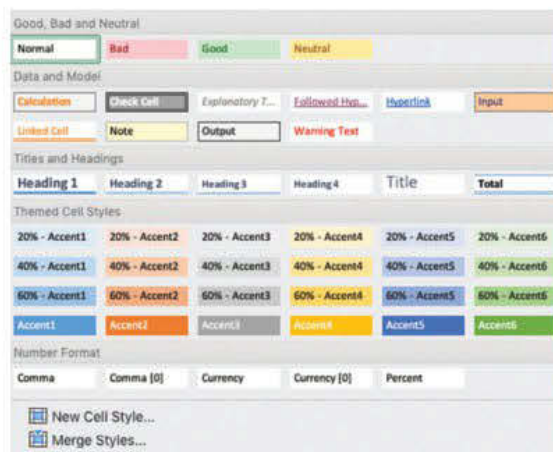 Good, Bad and Neutral
Normal Bad Good Neutral
Data and Model
Calculation Check Cell Explanatory T... Followed Hyp... Hyperlink Input
Linked Cell Note Output Warning Text
Titles and Headings
Heading 1 Heading 2 Heading 3 Heading 4 Title Total
Themed Cell Styles
20% - Accent1 20% - Accent2 20% - Accent3 20% - Accent4 20% - Accent5 20% - Accent6
40% - Accent1 40% - Accent2 40% - Accent3 40% - Accent4 40% - Accent5 40% - Accent6
60% - Accent1 60% - Accent2 60% - Accent3 60% - Accent4 60% - Accent5 60% - Accent6
Accent1 Accent2 Accent3 Accent4 Accent5 Accent6
Number Format
Comma Comma [0] Currency Currency [0] Percent
New Cell Style...
Merge Styles...